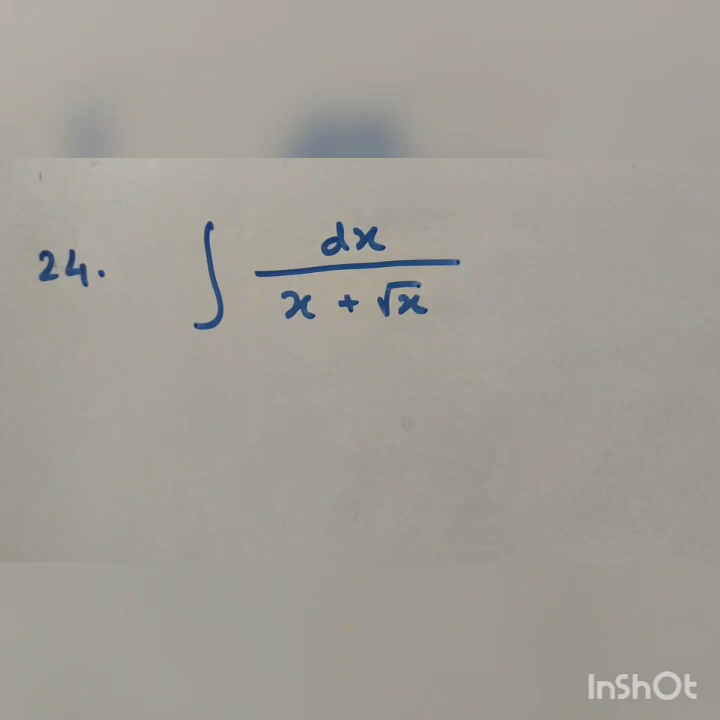 24. ∫ dx / (x + √x)
InShOt